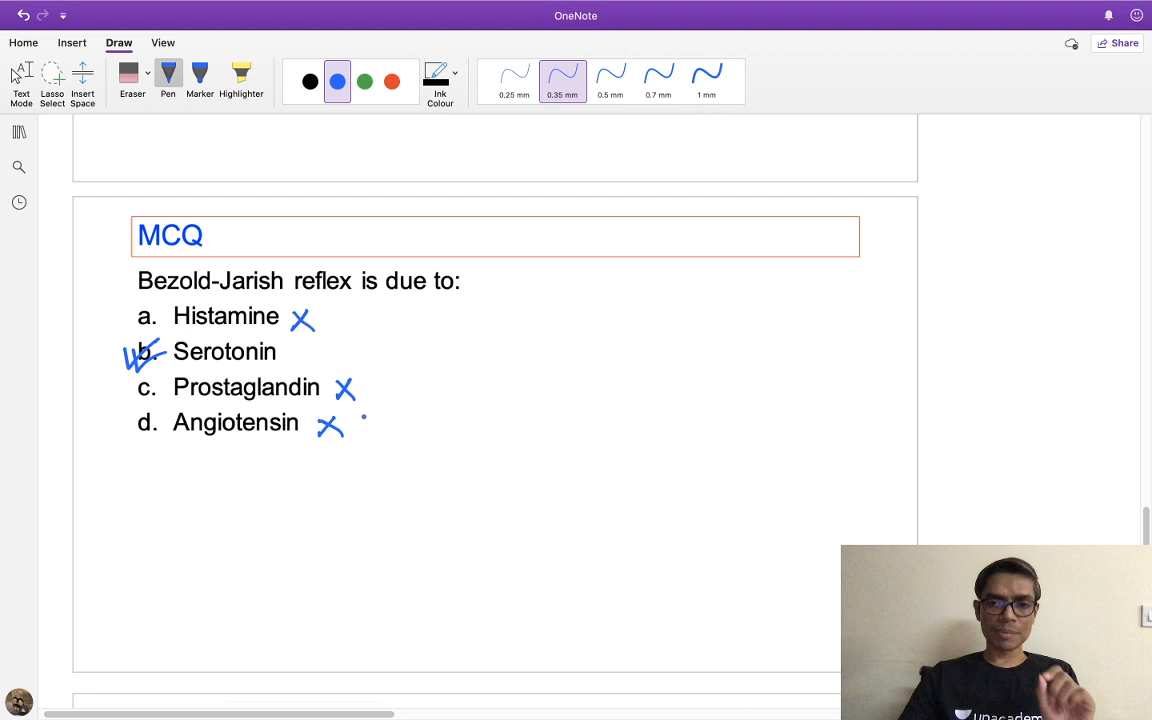 OneNote
Home Insert Draw View
Share
Text Mode
Lasso Select
Insert Space
Eraser
Pen
Marker
Highlighter
Ink Colour
0.25 mm
0.35 mm
0.5 mm
0.7 mm
1 mm
MCQ
Bezold-Jarish reflex is due to:
a. Histamine
b. Serotonin
c. Prostaglandin
d. Angiotensin